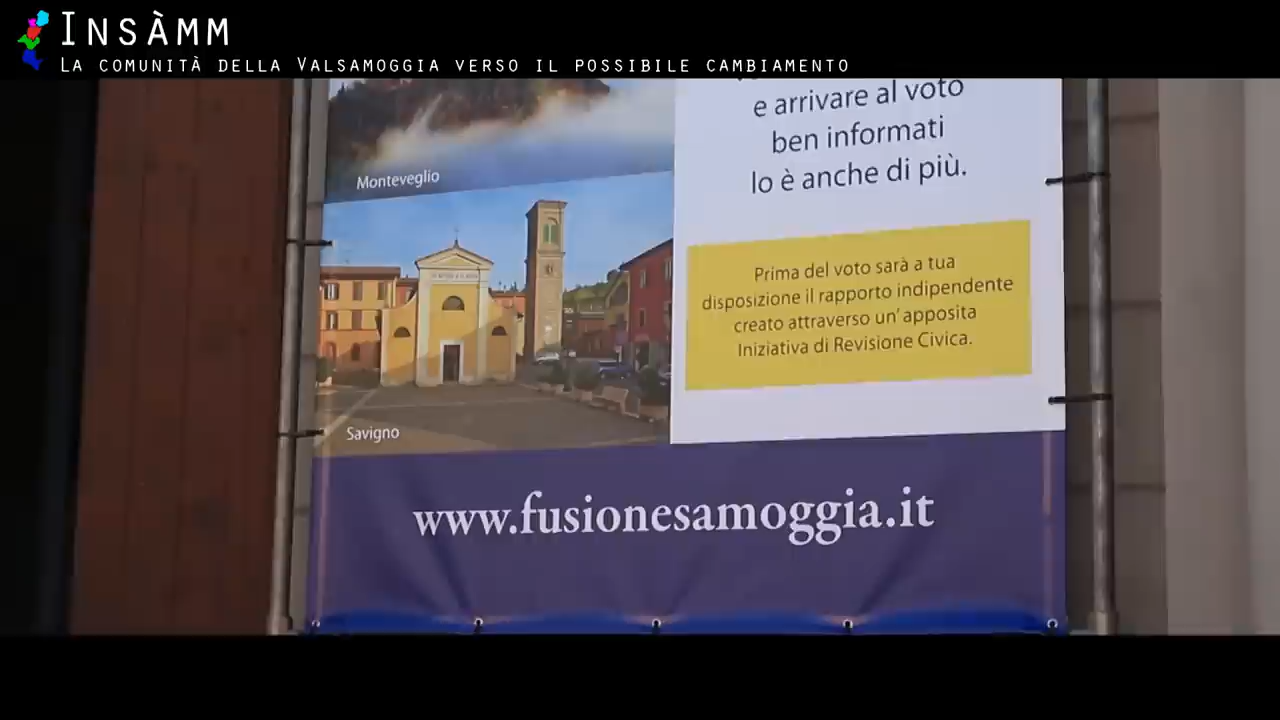 INSÀMM
LA COMUNITÀ DELLA VALSAMOGGIA VERSO IL POSSIBILE CAMBIAMENTO
e arrivare al voto
ben informati
lo è anche di più.
Monteveglio
Prima del voto sarà a tua
disposizione il rapporto indipendente
creato attraverso un'apposita
Iniziativa di Revisione Civica.
Savigno
www.fusionesamoggia.it